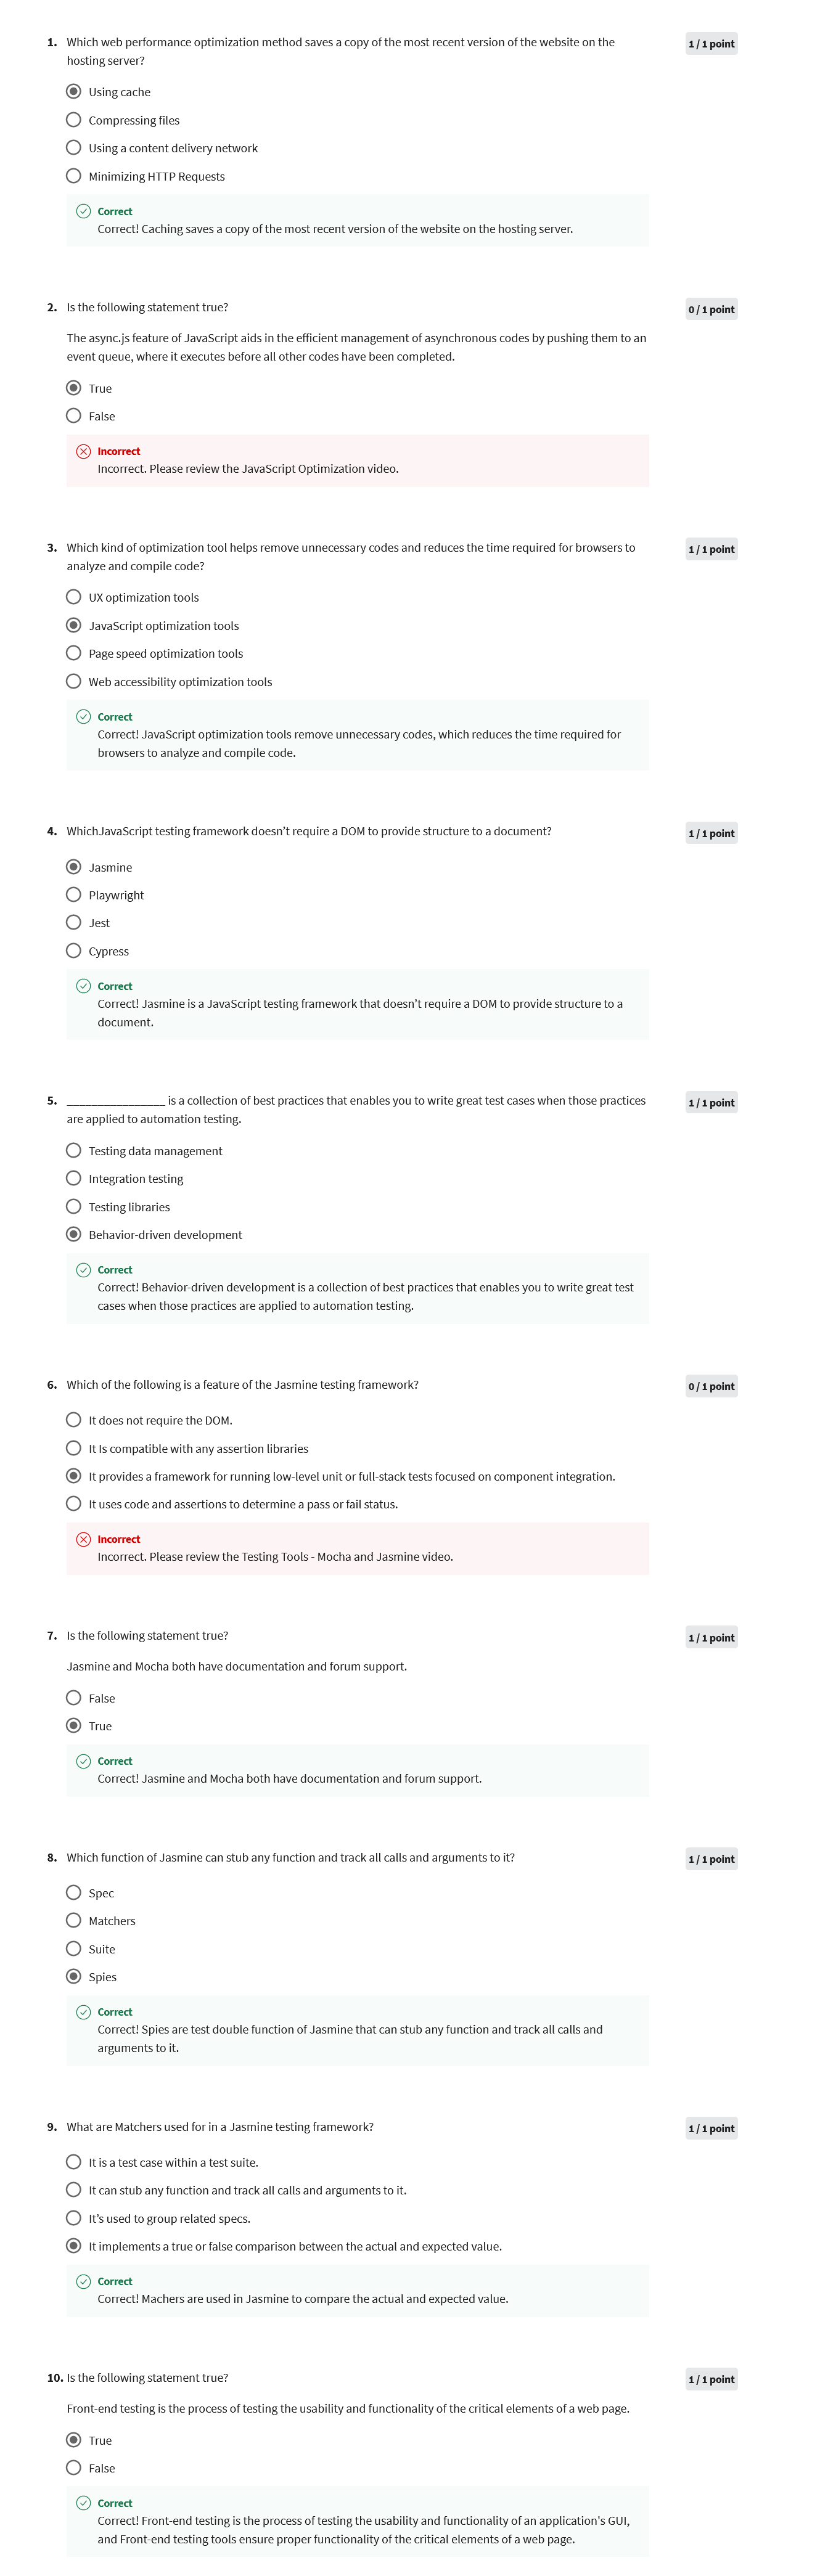 1. Which web performance optimization method saves a copy of the most recent version of the website on the 1 / 1 point
hosting server?
Using cache
Compressing files
Using a content delivery network
Minimizing HTTP Requests
Correct
Correct! Caching saves a copy of the most recent version of the website on the hosting server.
2. Is the following statement true? 0 / 1 point
The async.js feature of JavaScript aids in the efficient management of asynchronous codes by pushing them to an
event queue, where it executes before all other codes have been completed.
True
False
Incorrect
Incorrect. Please review the JavaScript Optimization video.
3. Which kind of optimization tool helps remove unnecessary codes and reduces the time required for browsers to 1 / 1 point
analyze and compile code?
UX optimization tools
JavaScript optimization tools
Page speed optimization tools
Web accessibility optimization tools
Correct
Correct! JavaScript optimization tools remove unnecessary codes, which reduces the time required for
browsers to analyze and compile code.
4. WhichJavaScript testing framework doesn't require a DOM to provide structure to a document? 1 / 1 point
Jasmine
Playwright
Jest
Cypress
Correct
Correct! Jasmine is a JavaScript testing framework that doesn't require a DOM to provide structure to a
document.
5. ________________ is a collection of best practices that enables you to write great test cases when those practices 1 / 1 point
are applied to automation testing.
Testing data management
Integration testing
Testing libraries
Behavior-driven development
Correct
Correct! Behavior-driven development is a collection of best practices that enables you to write great test
cases when those practices are applied to automation testing.
6. Which of the following is a feature of the Jasmine testing framework? 0 / 1 point
It does not require the DOM.
It Is compatible with any assertion libraries
It provides a framework for running low-level unit or full-stack tests focused on component integration.
It uses code and assertions to determine a pass or fail status.
Incorrect
Incorrect. Please review the Testing Tools - Mocha and Jasmine video.
7. Is the following statement true? 1 / 1 point
Jasmine and Mocha both have documentation and forum support.
False
True
Correct
Correct! Jasmine and Mocha both have documentation and forum support.
8. Which function of Jasmine can stub any function and track all calls and arguments to it? 1 / 1 point
Spec
Matchers
Suite
Spies
Correct
Correct! Spies are test double function of Jasmine that can stub any function and track all calls and
arguments to it.
9. What are Matchers used for in a Jasmine testing framework? 1 / 1 point
It is a test case within a test suite.
It can stub any function and track all calls and arguments to it.
It's used to group related specs.
It implements a true or false comparison between the actual and expected value.
Correct
Correct! Machers are used in Jasmine to compare the actual and expected value.
10. Is the following statement true? 1 / 1 point
Front-end testing is the process of testing the usability and functionality of the critical elements of a web page.
True
False
Correct
Correct! Front-end testing is the process of testing the usability and functionality of an application's GUI,
and Front-end testing tools ensure proper functionality of the critical elements of a web page.